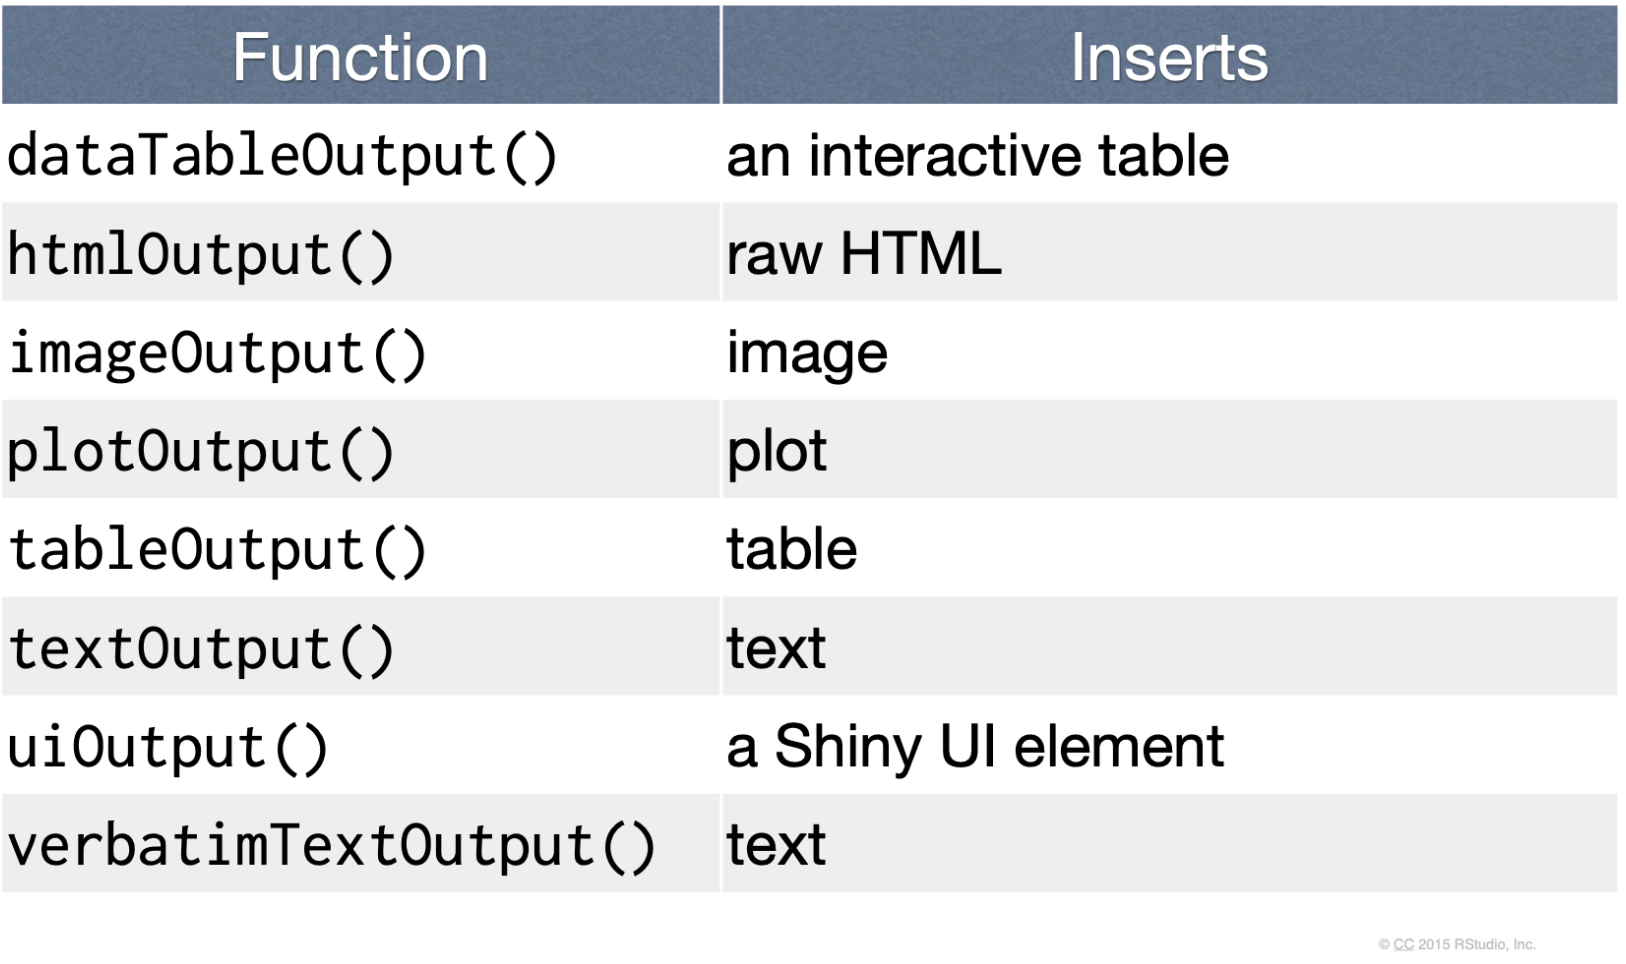 Function Inserts
dataTableOutput() an interactive table
htmlOutput() raw HTML
imageOutput() image
plotOutput() plot
tableOutput() table
textOutput() text
uiOutput() a Shiny UI element
verbatimTextOutput() text
© CC 2015 RStudio, Inc.